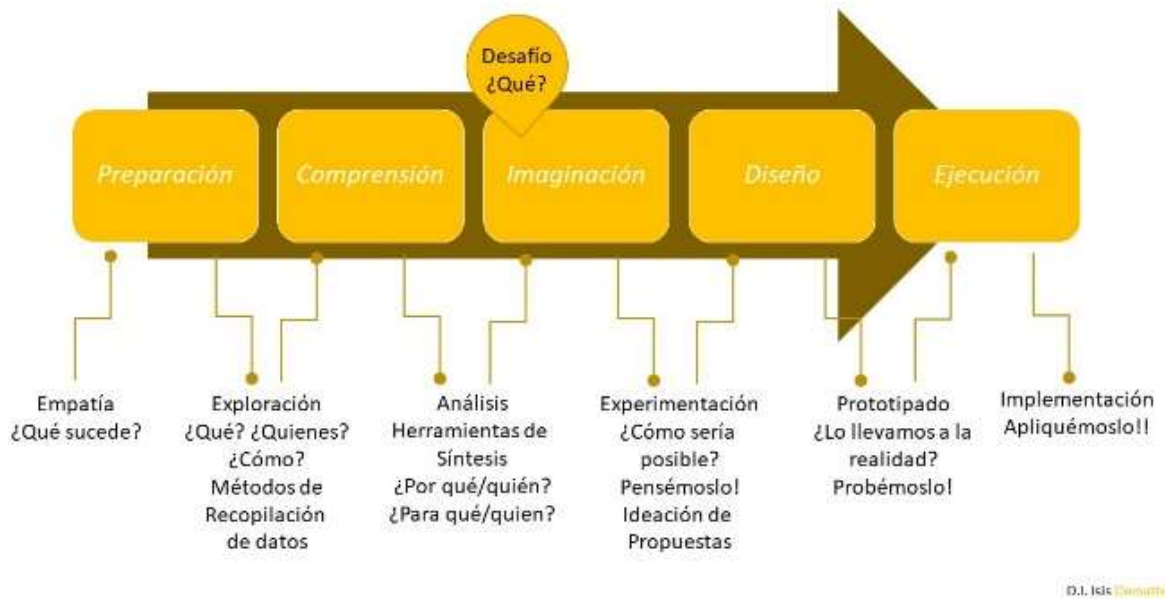 Desafío
¿Qué?
Preparación
Comprensión
Imaginación
Diseño
Ejecución
Empatía
¿Qué sucede?
Exploración
¿Qué? ¿Quienes?
¿Cómo?
Métodos de
Recopilación
de datos
Análisis
Herramientas de
Síntesis
¿Por qué/quién?
¿Para qué/quien?
Experimentación
¿Cómo sería
posible?
Pensémoslo!
Ideación de
Propuestas
Prototipado
¿Lo llevamos a la
realidad?
Probémoslo!
Implementación
Apliquémoslo!!
D.I. Isis